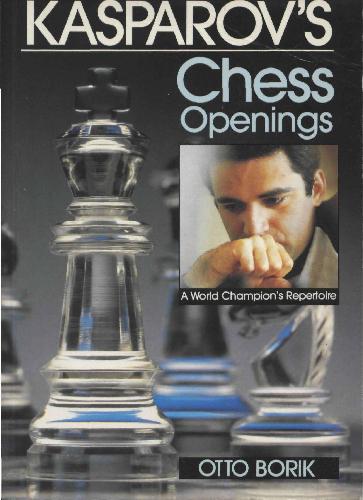 KASPAROV'S
Chess
Openings
A World Champion's Repertoire
OTTO BORIK